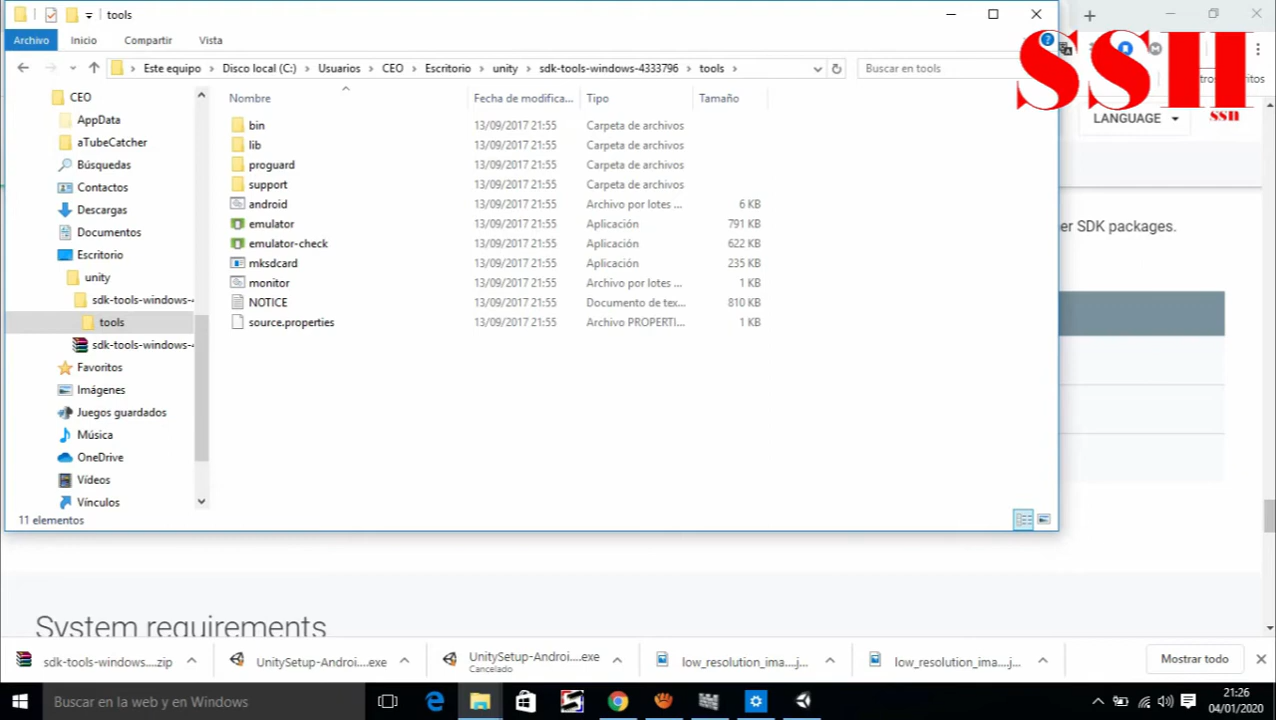 tools
SSH
Archivo Inicio Compartir Vista
Este equipo Disco local (C:) Usuarios CEO Escritorio unity sdk-tools-windows-4333796 tools
Buscar en tools
LANGUAGE
ssh
CEO
AppData
aTubeCatcher
Búsquedas
Contactos
Descargas
Documentos
Escritorio
unity
sdk-tools-windows-4
tools
sdk-tools-windows-4
Favoritos
Imágenes
Juegos guardados
Música
OneDrive
Vídeos
Vínculos
Nombre Fecha de modifica... Tipo Tamaño
bin 13/09/2017 21:55 Carpeta de archivos
lib 13/09/2017 21:55 Carpeta de archivos
proguard 13/09/2017 21:55 Carpeta de archivos
support 13/09/2017 21:55 Carpeta de archivos
android 13/09/2017 21:55 Archivo por lotes ... 6 KB
emulator 13/09/2017 21:55 Aplicación 791 KB
emulator-check 13/09/2017 21:55 Aplicación 622 KB
mksdcard 13/09/2017 21:55 Aplicación 235 KB
monitor 13/09/2017 21:55 Archivo por lotes ... 1 KB
NOTICE 13/09/2017 21:55 Documento de tex... 810 KB
source.properties 13/09/2017 21:55 Archivo PROPERTI... 1 KB
er SDK packages.
11 elementos
System requirements
sdk-tools-windows....zip
UnitySetup-Androi....exe
UnitySetup-Androi....exe
Cancelado
low_resolution_ima....j...
low_resolution_ima....j...
Mostrar todo
Buscar en la web y en Windows
21:26
04/01/2020